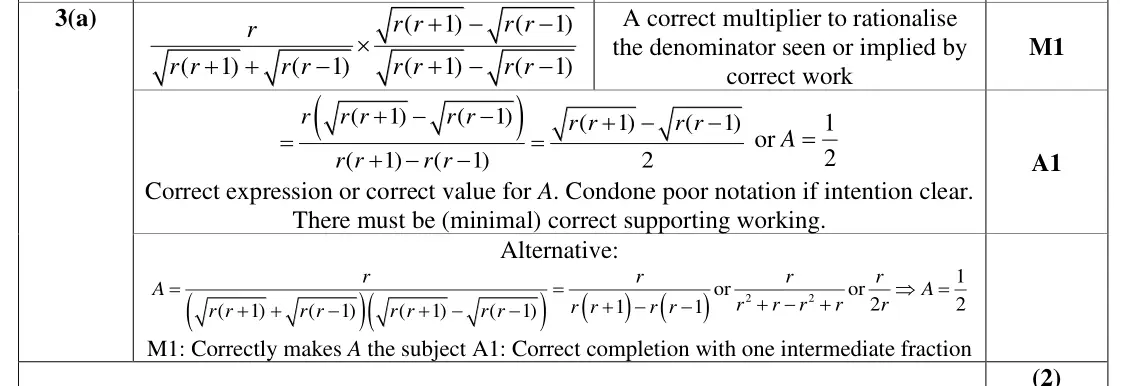 3(a)
r/(√(r(r+1)) + √(r(r−1))) × (√(r(r+1)) − √(r(r−1)))/(√(r(r+1)) − √(r(r−1)))
A correct multiplier to rationalise
the denominator seen or implied by
correct work
M1
= r(√(r(r+1)) − √(r(r−1)))/(r(r+1) − r(r−1)) = (√(r(r+1)) − √(r(r−1)))/2 or A = 1/2
Correct expression or correct value for A. Condone poor notation if intention clear.
There must be (minimal) correct supporting working.
A1
Alternative:
A = r/((√(r(r+1)) + √(r(r−1)))(√(r(r+1)) − √(r(r−1)))) = r/(r(r+1) − r(r−1)) or r/(r²+r−r²+r) or r/2r ⇒ A = 1/2
M1: Correctly makes A the subject A1: Correct completion with one intermediate fraction
(2)